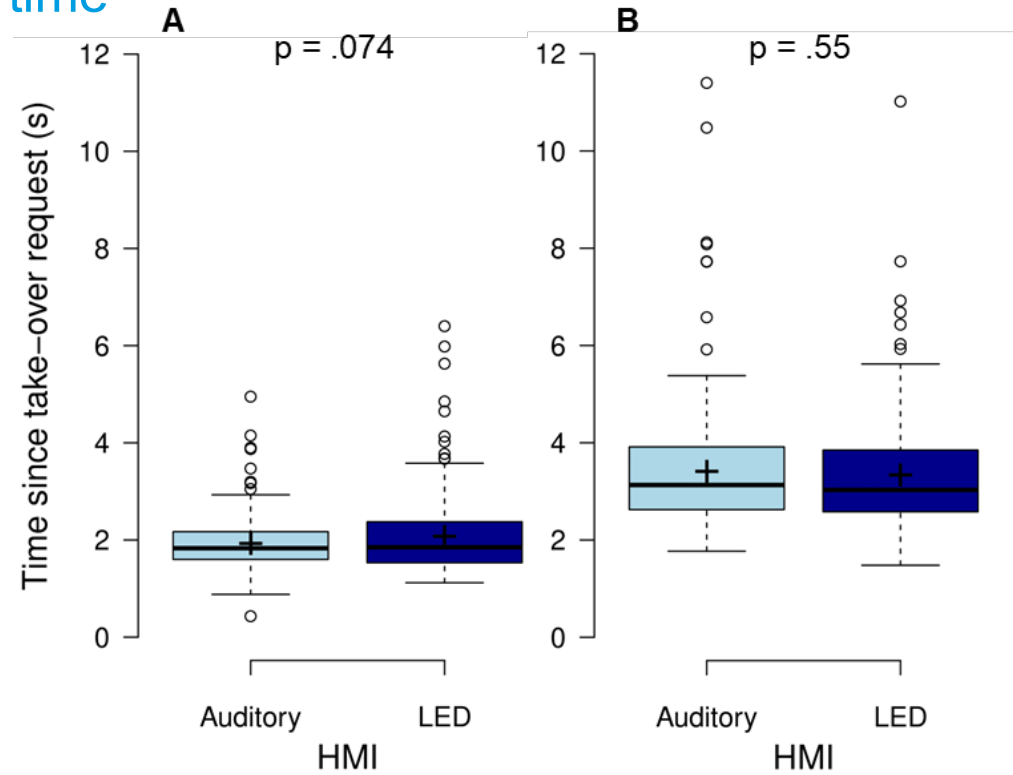 time
A
p = .074
Time since take−over request (s)
12
10
8
6
4
2
0
Auditory
LED
HMI
B
p = .55
12
10
8
6
4
2
0
Auditory
LED
HMI